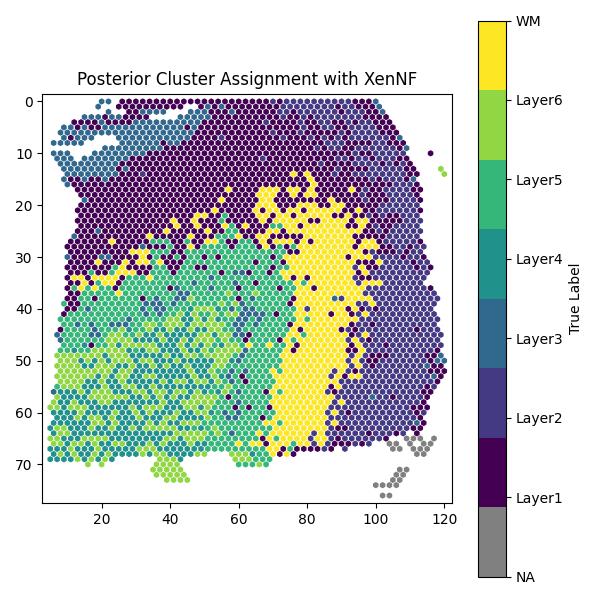 Posterior Cluster Assignment with XenNF
0
10
20
30
40
50
60
70
20
40
60
80
100
120
WM
Layer6
Layer5
Layer4
Layer3
Layer2
Layer1
NA
True Label